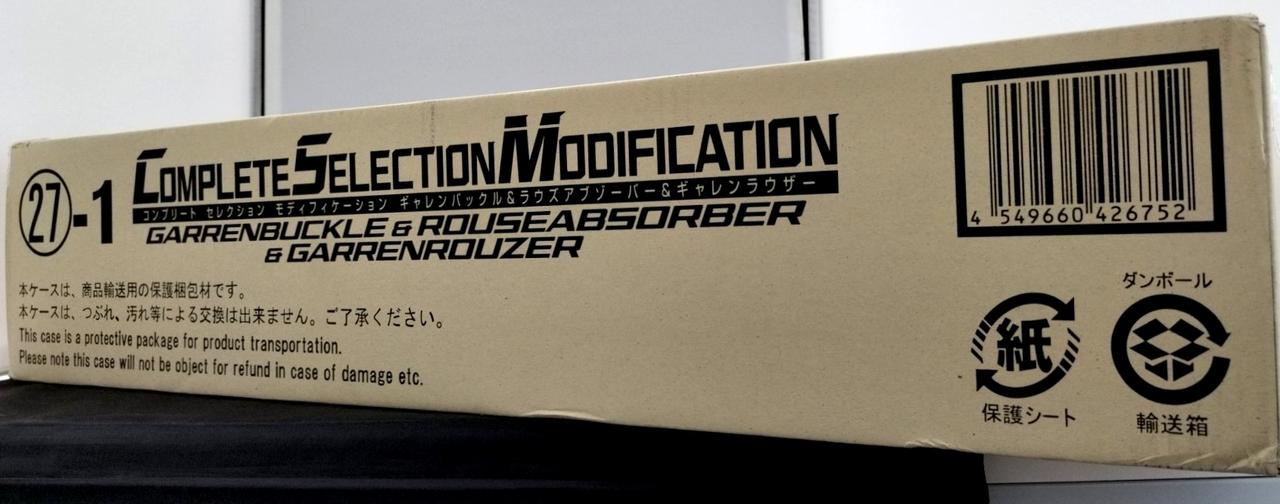 27-1
COMPLETE SELECTION MODIFICATION
コンプリート セレクション モディフィケーション ギャレンバックル&ラウズアブゾーバー&ギャレンラウザー
GARRENBUCKLE & ROUSEABSORBER
& GARRENROUZER
本ケースは、商品輸送用の保護梱包材です。
本ケースは、つぶれ、汚れ等による交換は出来ません。ご了承ください。
This case is a protective package for product transportation.
Please note this case will not be object for refund in case of damage etc.
4 549660 426752
紙
保護シート
ダンボール
輸送箱